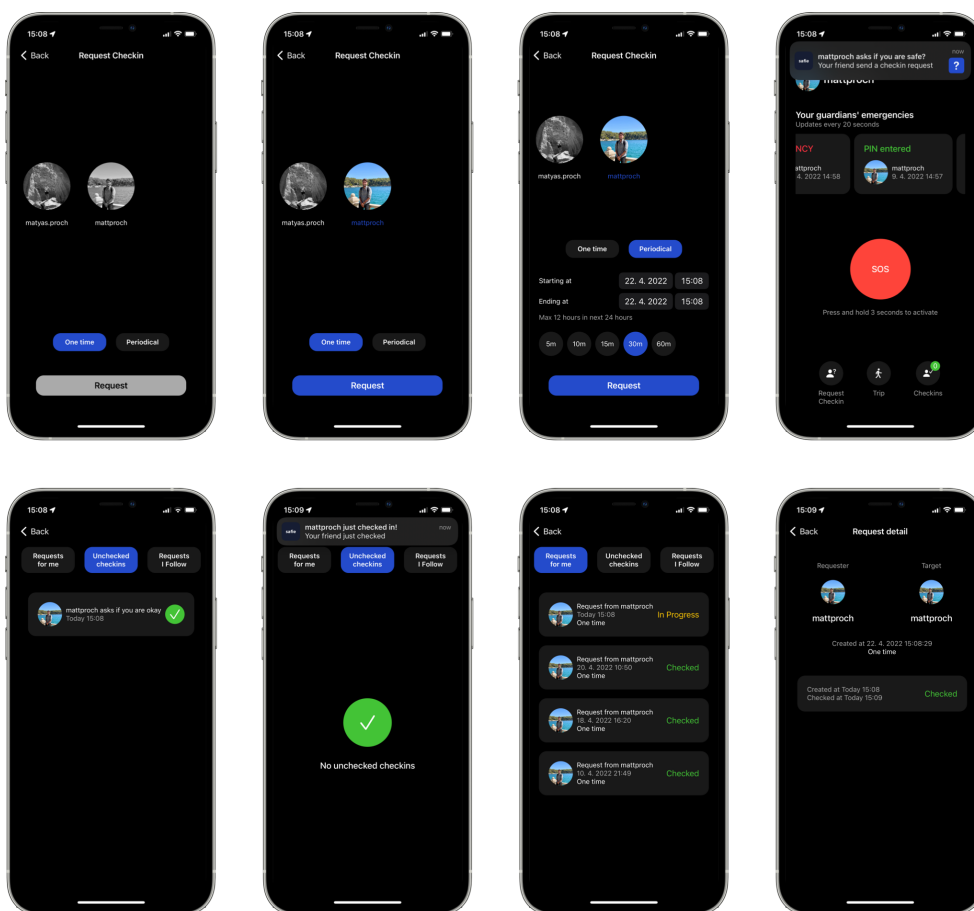 15:08
Back
Request Checkin
matyas.proch
mattproch
One time
Periodical
Request
15:08
Back
Request Checkin
matyas.proch
mattproch
One time
Periodical
Request
15:08
Back
Request Checkin
matyas.proch
mattproch
One time
Periodical
Starting at
22. 4. 2022
15:08
Ending at
22. 4. 2022
15:08
Max 12 hours in next 24 hours
5m
10m
15m
30m
60m
Request
15:08
safie
mattproch asks if you are safe?
now
Your friend send a checkin request
?
mattproch
Your guardians' emergencies
Updates every 20 seconds
NCY
attproch
4. 2022 14:58
PIN entered
mattproch
9. 4. 2022 14:57
SOS
Press and hold 3 seconds to activate
0
Request
Checkin
Trip
Checkins
15:08
Back
Requests
for me
Unchecked
checkins
Requests
I Follow
mattproch asks if you are okay
Today 15:08
15:09
safie
mattproch just checked in!
now
Your friend just checked
Requests
for me
Unchecked
checkins
Requests
I Follow
No unchecked checkins
15:08
Back
Requests
for me
Unchecked
checkins
Requests
I Follow
Request from mattproch
Today 15:08
One time
In Progress
Request from mattproch
20. 4. 2022 10:50
One time
Checked
Request from mattproch
18. 4. 2022 16:20
One time
Checked
Request from mattproch
10. 4. 2022 21:49
One time
Checked
15:09
Back
Request detail
Requester
Target
mattproch
mattproch
Created at 22. 4. 2022 15:08:29
One time
Created at Today 15:08
Checked at Today 15:09
Checked